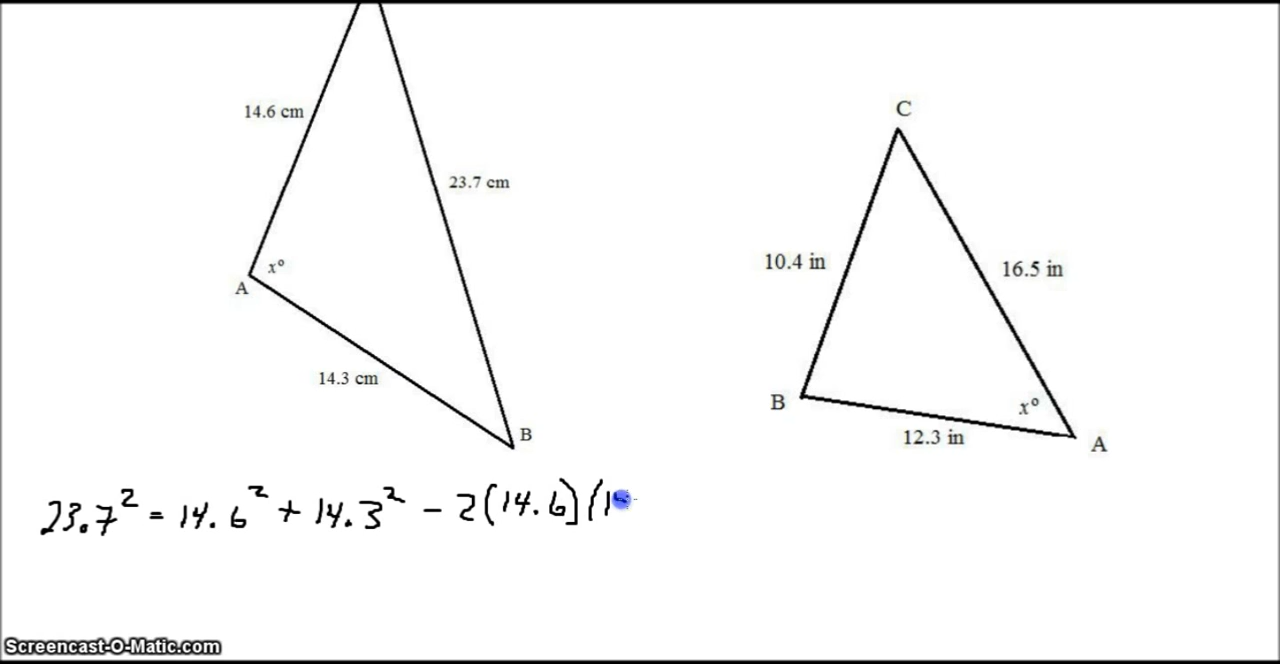 C
14.6 cm
23.7 cm
10.4 in
16.5 in
x°
A
14.3 cm
B
B
x°
12.3 in
A
23.7² = 14.6² + 14.3² - 2(14.6)(1
Screencast-O-Matic.com